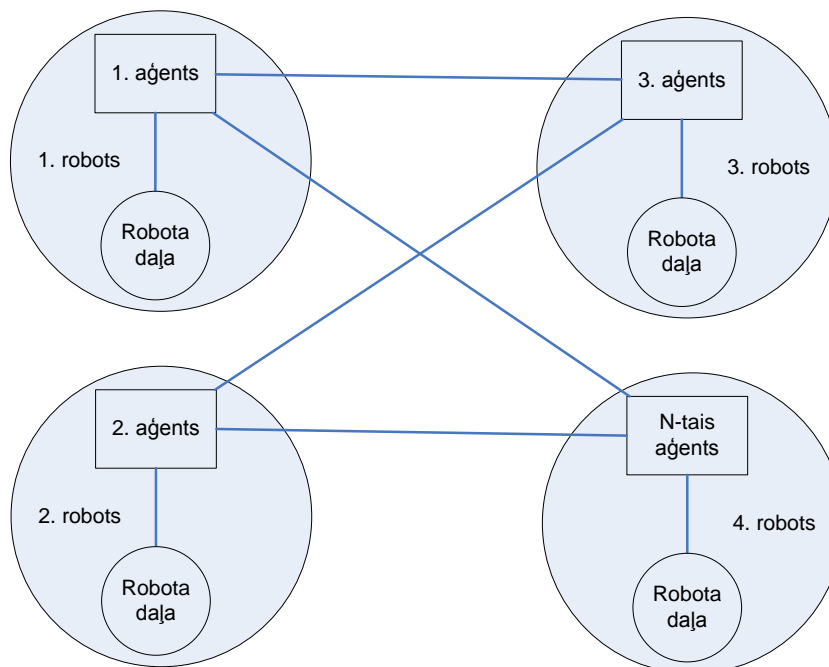 1. aģents
1. robots
Robota
daļa
3. aģents
3. robots
Robota
daļa
2. aģents
2. robots
Robota
daļa
N-tais
aģents
4. robots
Robota
daļa